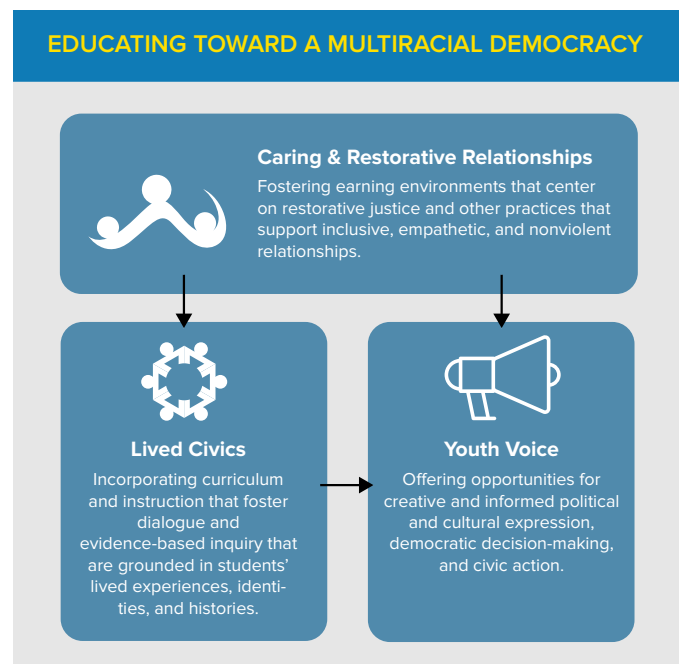 EDUCATING TOWARD A MULTIRACIAL DEMOCRACY
Caring & Restorative Relationships
Fostering earning environments that center
on restorative justice and other practices that
support inclusive, empathetic, and nonviolent
relationships.
Lived Civics
Incorporating curriculum
and instruction that foster
dialogue and
evidence-based inquiry that
are grounded in students’
lived experiences, identi-
ties, and histories.
Youth Voice
Offering opportunities for
creative and informed political
and cultural expression,
democratic decision-making,
and civic action.